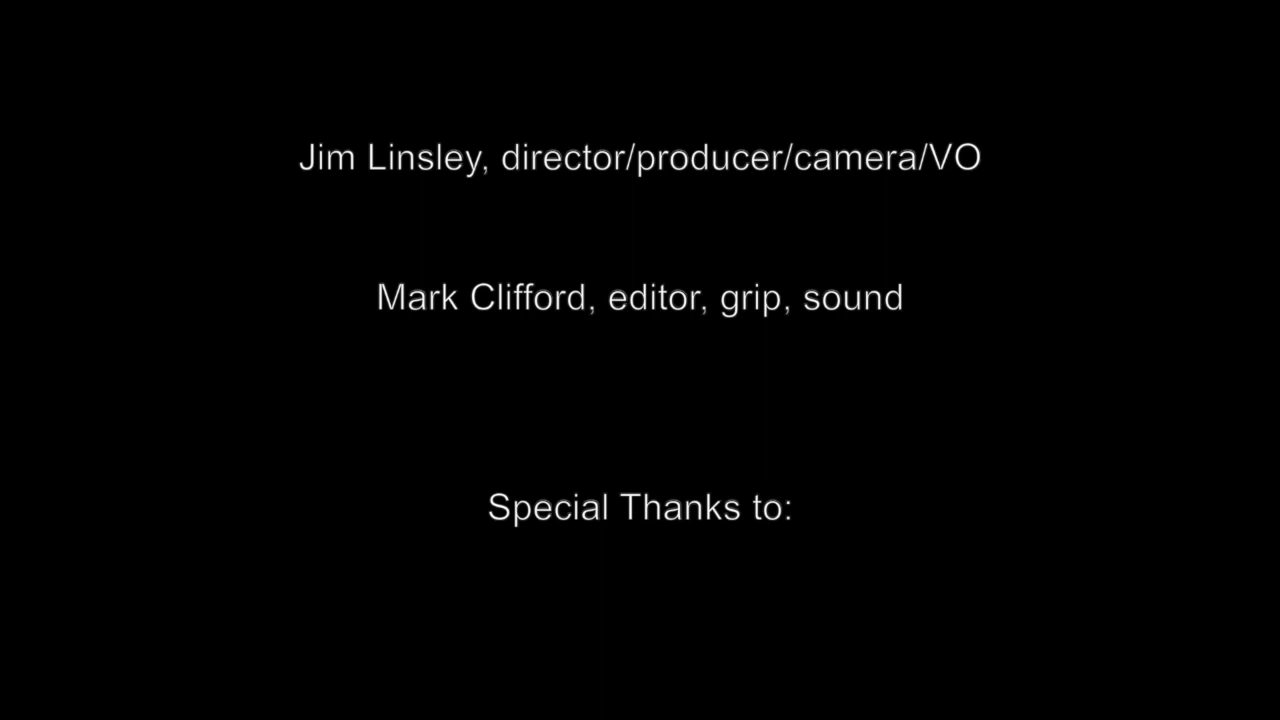 Jim Linsley, director/producer/camera/VO
Mark Clifford, editor, grip, sound
Special Thanks to: